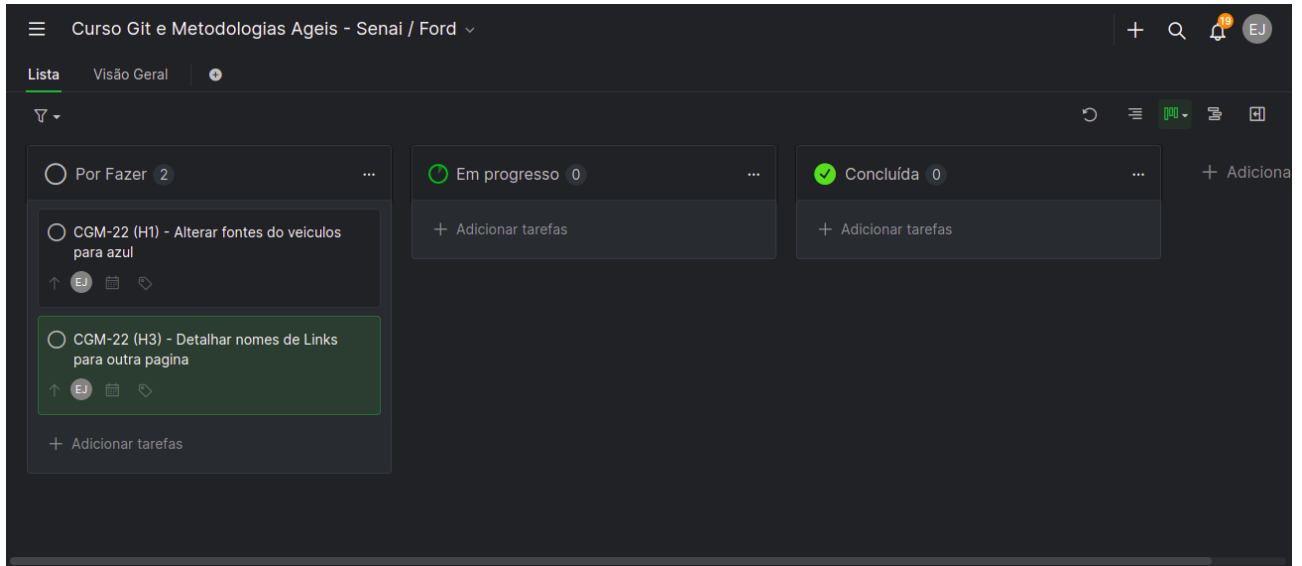 Curso Git e Metodologias Ageis - Senai / Ford
19
EJ
Lista
Visão Geral
Por Fazer 2
Em progresso 0
Concluída 0
Adiciona
CGM-22 (H1) - Alterar fontes do veiculos
para azul
EJ
CGM-22 (H3) - Detalhar nomes de Links
para outra pagina
EJ
Adicionar tarefas
Adicionar tarefas
Adicionar tarefas